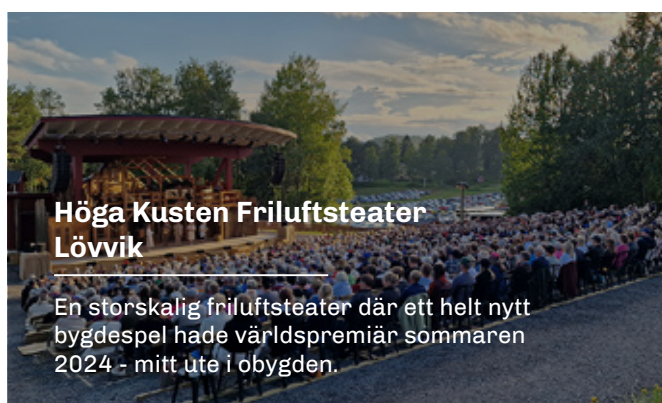 Höga Kusten Friluftsteater
Lövvik
En storskalig friluftsteater där ett helt nytt
bygdespel hade världspremiär sommaren
2024 - mitt ute i obygden.